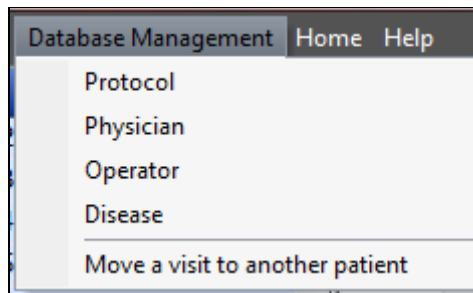 Database Management Home Help
Protocol
Physician
Operator
Disease
Move a visit to another patient